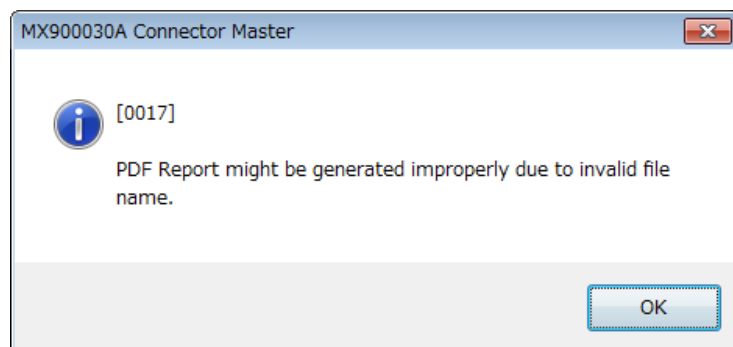 MX900030A Connector Master
[0017]
PDF Report might be generated improperly due to invalid file
name.
OK